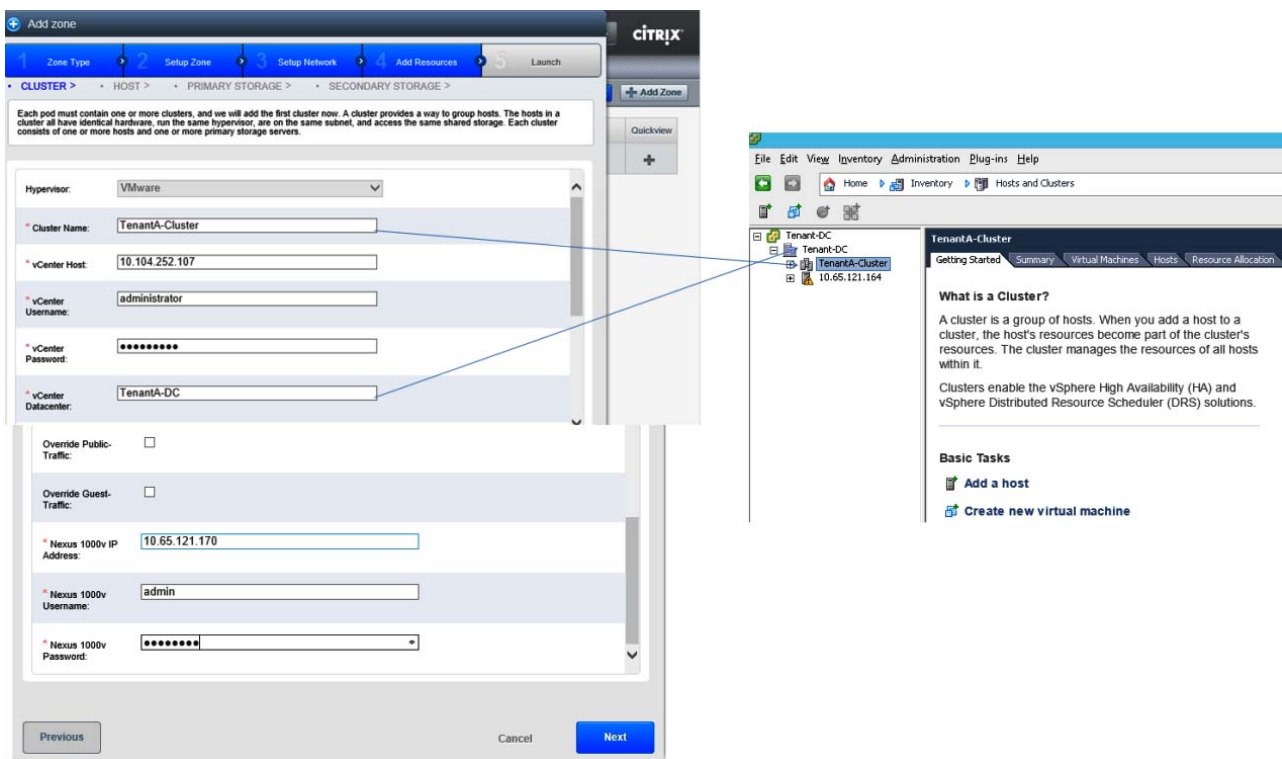 Add zone
CITRIX
1 Zone Type
2 Setup Zone
3 Setup Network
4 Add Resources
5 Launch
• CLUSTER > • HOST > • PRIMARY STORAGE > • SECONDARY STORAGE >
Add Zone
Each pod must contain one or more clusters, and we will add the first cluster now. A cluster provides a way to group hosts. The hosts in a
cluster all have identical hardware, run the same hypervisor, are on the same subnet, and access the same shared storage. Each cluster
consists of one or more hosts and one or more primary storage servers.
Quickview
Hypervisor: VMware
* Cluster Name: TenantA-Cluster
* vCenter Host: 10.104.252.107
* vCenter
Username:
administrator
* vCenter
Password:
•••••••••
* vCenter
Datacenter:
TenantA-DC
Override Public-
Traffic:
Override Guest-
Traffic:
* Nexus 1000v IP
Address:
10.65.121.170
* Nexus 1000v
Username:
admin
* Nexus 1000v
Password:
••••••••
Previous
Cancel
Next
File Edit View Inventory Administration Plug-ins Help
Home Inventory Hosts and Clusters
Tenant-DC
Tenant-DC
TenantA-Cluster
10.65.121.164
TenantA-Cluster
Getting Started Summary Virtual Machines Hosts Resource Allocation
What is a Cluster?
A cluster is a group of hosts. When you add a host to a
cluster, the host's resources become part of the cluster's
resources. The cluster manages the resources of all hosts
within it.
Clusters enable the vSphere High Availability (HA) and
vSphere Distributed Resource Scheduler (DRS) solutions.
Basic Tasks
Add a host
Create new virtual machine